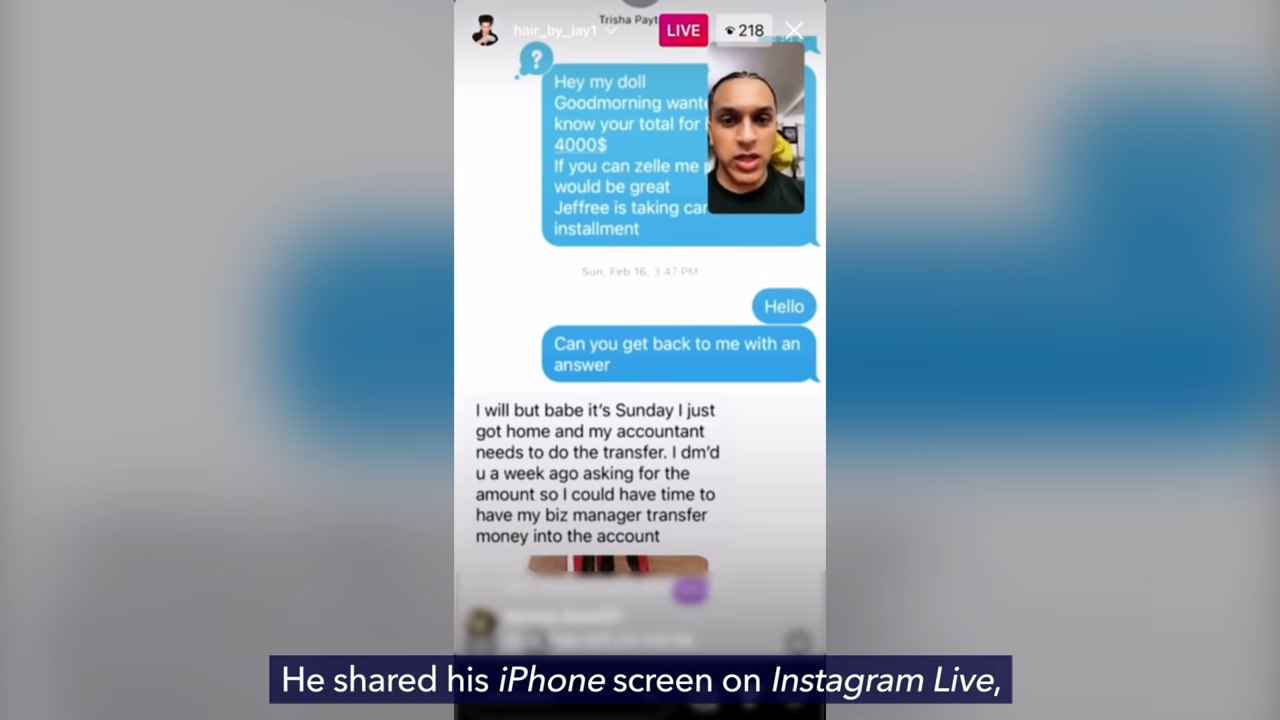 Trisha Payt
hair_by_jay1
LIVE
218
?
Hey my doll
Goodmorning want
know your total for
4000$
If you can zelle me
would be great
Jeffree is taking car
installment
Sun, Feb 16, 3:47 PM
Hello
Can you get back to me with an
answer
I will but babe it's Sunday I just
got home and my accountant
needs to do the transfer. I dm'd
u a week ago asking for the
amount so I could have time to
have my biz manager transfer
money into the account
He shared his iPhone screen on Instagram Live,